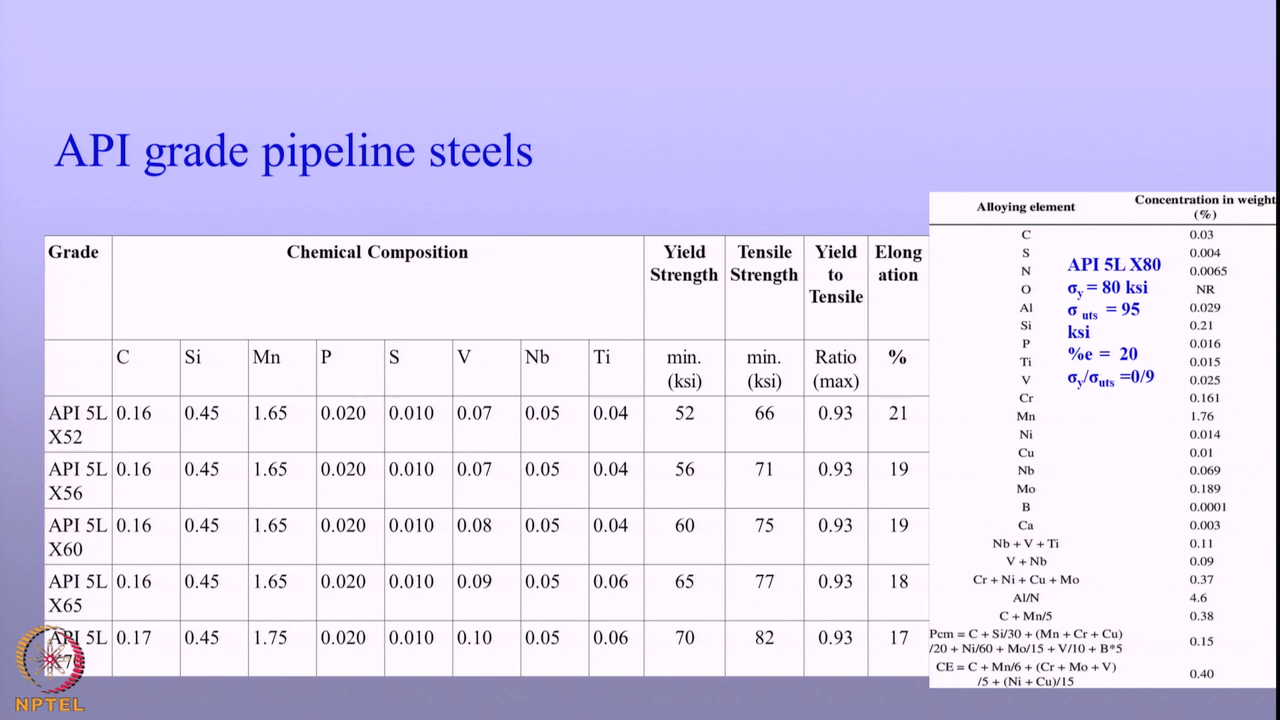 API grade pipeline steels
Grade Chemical Composition Yield Strength Tensile Strength Yield to Tensile Elong ation
C Si Mn P S V Nb Ti min. (ksi) min. (ksi) Ratio (max) %
API 5L X52 0.16 0.45 1.65 0.020 0.010 0.07 0.05 0.04 52 66 0.93 21
API 5L X56 0.16 0.45 1.65 0.020 0.010 0.07 0.05 0.04 56 71 0.93 19
API 5L X60 0.16 0.45 1.65 0.020 0.010 0.08 0.05 0.04 60 75 0.93 19
API 5L X65 0.16 0.45 1.65 0.020 0.010 0.09 0.05 0.06 65 77 0.93 18
API 5L 0.17 0.45 1.75 0.020 0.010 0.10 0.05 0.06 70 82 0.93 17
Alloying element Concentration in weight (%)
C 0.03
S 0.004
N 0.0065
O NR
Al 0.029
Si 0.21
P 0.016
Ti 0.015
V 0.025
Cr 0.161
Mn 1.76
Ni 0.014
Cu 0.01
Nb 0.069
Mo 0.189
B 0.0001
Ca 0.003
Nb + V + Ti 0.11
V + Nb 0.09
Cr + Ni + Cu + Mo 0.37
Al/N 4.6
C + Mn/5 0.38
Pcm = C + Si/30 + (Mn + Cr + Cu)
/20 + Ni/60 + Mo/15 + V/10 + B*5 0.15
CE = C + Mn/6 + (Cr + Mo + V)
/5 + (Ni + Cu)/15 0.40
API 5L X80
σy = 80 ksi
σ uts = 95
ksi
%e = 20
σy/σuts =0/9
NPTEL